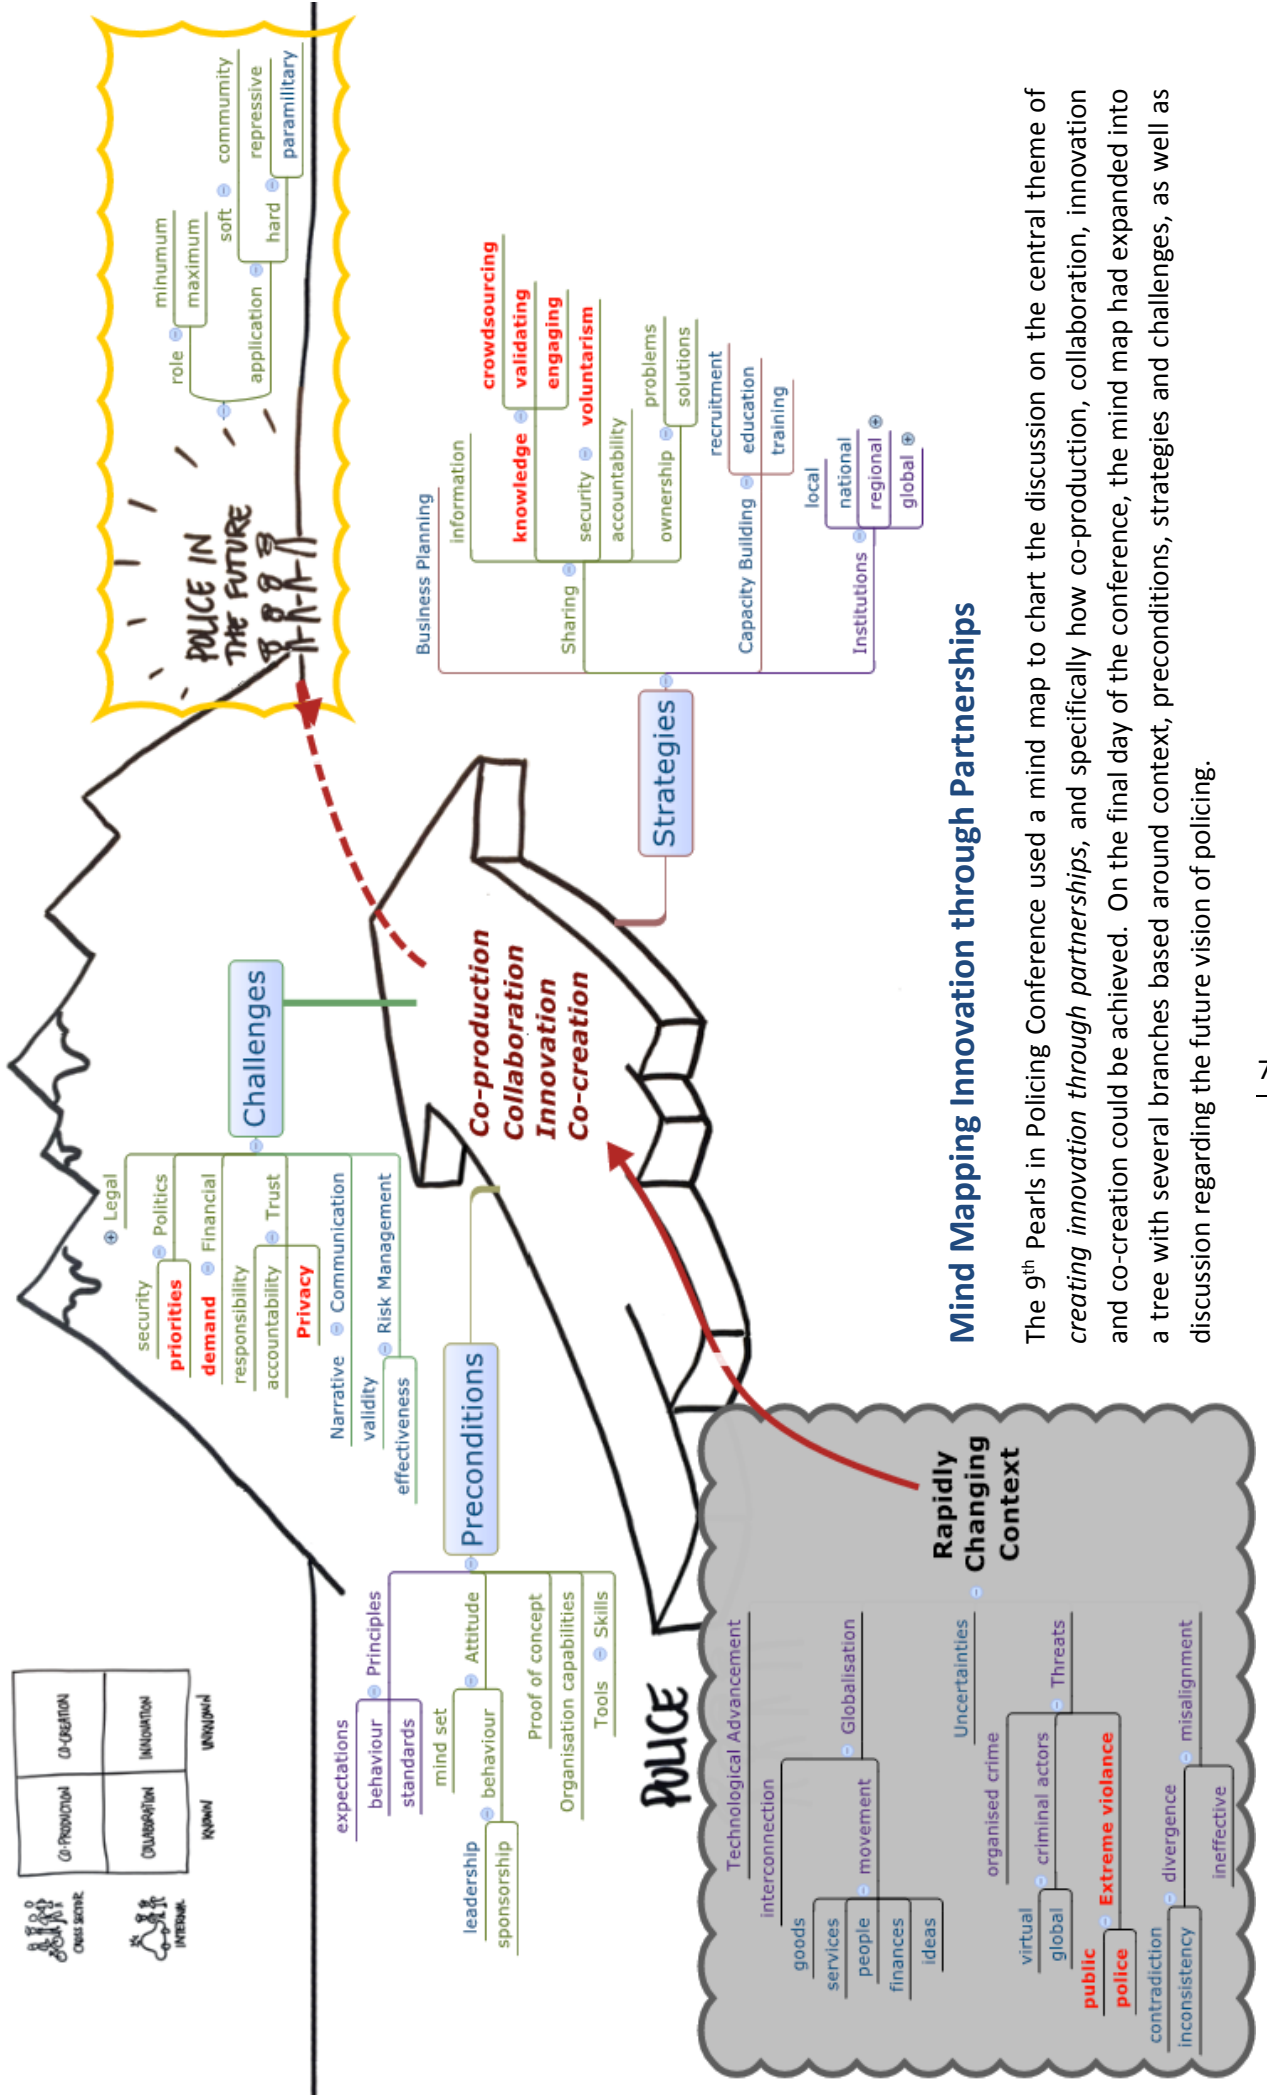 CO-PRODUCTION
CO-CREATION
COLLABORATION
INNOVATION
KNOWN
UNKNOWN
CROSS SECTOR
INTERNAL
POLICE IN
THE FUTURE
role
minumum
maximum
application
soft
commumity
hard
repressive
paramilitary
Challenges
Legal
Politics
security
priorities
Financial
demand
Trust
responsibility
accountability
Privacy
Communication
Narrative
Risk Management
validity
effectiveness
Preconditions
Principles
expectations
behaviour
standards
Attitude
mind set
behaviour
leadership
sponsorship
Proof of concept
Organisation capabilities
Skills
Tools
Co-production
Collaboration
Innovation
Co-creation
POLICE
Strategies
Business Planning
Sharing
information
knowledge
crowdsourcing
validating
engaging
security
voluntarism
accountability
ownership
problems
solutions
Capacity Building
recruitment
education
training
Institutions
local
national
regional
global
Rapidly
Changing
Context
Technological Advancement
Globalisation
interconnection
movement
goods
services
people
finances
ideas
Uncertainties
Threats
organised crime
criminal actors
virtual
global
Extreme violance
public
police
misalignment
divergence
contradiction
inconsistency
ineffective
Mind Mapping Innovation through Partnerships
The 9th Pearls in Policing Conference used a mind map to chart the discussion on the central theme of
creating innovation through partnerships, and specifically how co-production, collaboration, innovation
and co-creation could be achieved. On the final day of the conference, the mind map had expanded into
a tree with several branches based around context, preconditions, strategies and challenges, as well as
discussion regarding the future vision of policing.
7